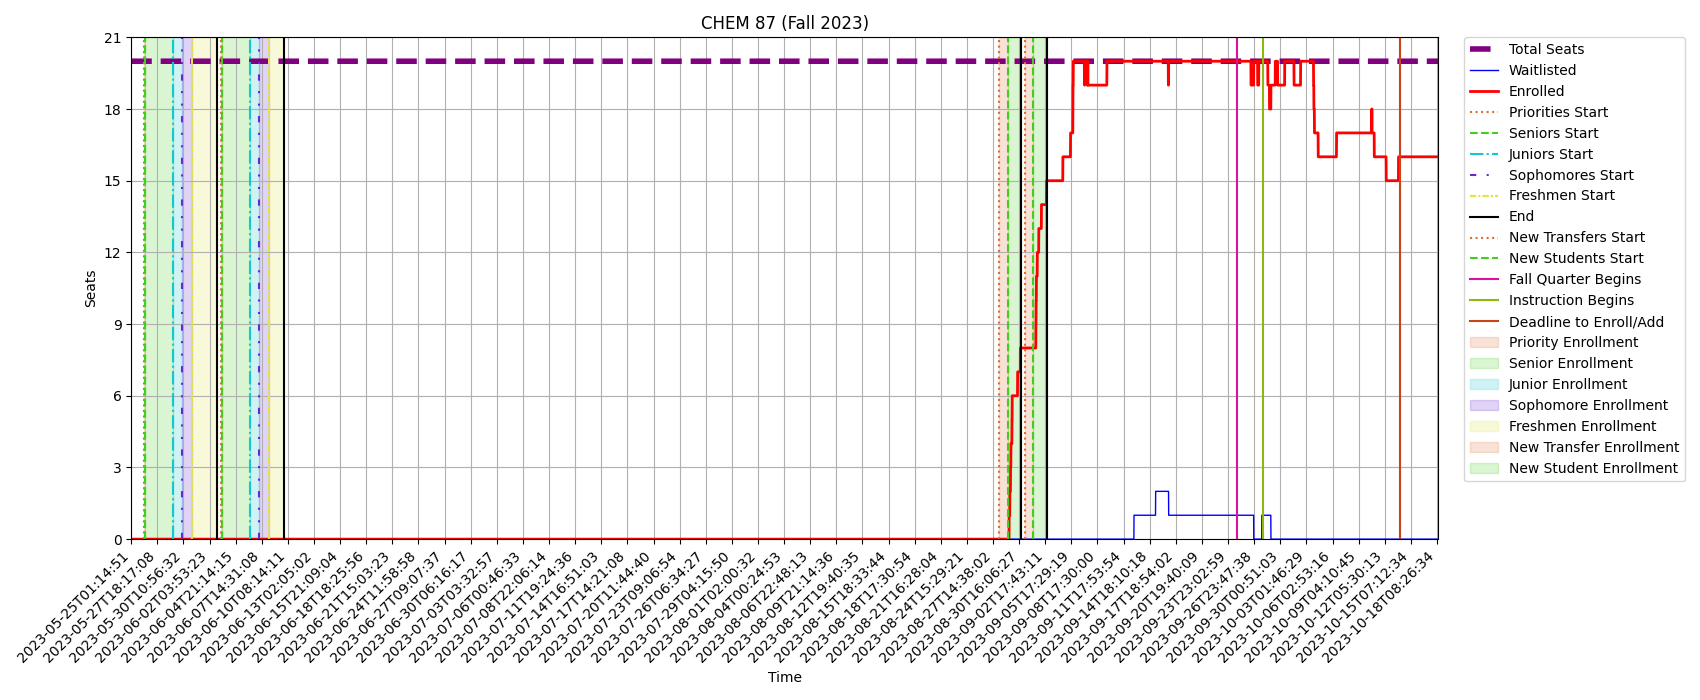 CHEM 87 (Fall 2023)
Seats
21
18
15
12
9
6
3
0
2023-05-25T01:14:51
2023-05-27T18:17:08
2023-05-30T10:56:32
2023-06-02T03:53:23
2023-06-04T21:14:15
2023-06-07T14:31:08
2023-06-10T08:14:11
2023-06-13T02:05:02
2023-06-15T21:09:04
2023-06-18T18:25:56
2023-06-21T15:03:23
2023-06-24T11:58:58
2023-06-27T09:07:37
2023-06-30T06:16:17
2023-07-03T03:32:57
2023-07-06T00:46:33
2023-07-08T22:06:14
2023-07-11T19:24:36
2023-07-14T16:51:03
2023-07-17T14:21:08
2023-07-20T11:44:40
2023-07-23T09:06:54
2023-07-26T06:34:27
2023-07-29T04:15:50
2023-08-01T02:00:32
2023-08-04T00:24:53
2023-08-06T22:48:13
2023-08-09T21:14:36
2023-08-12T19:40:35
2023-08-15T18:33:44
2023-08-18T17:30:54
2023-08-21T16:28:04
2023-08-24T15:29:21
2023-08-27T14:38:02
2023-08-30T16:06:27
2023-09-02T17:43:11
2023-09-05T17:29:19
2023-09-08T17:30:00
2023-09-11T17:53:54
2023-09-14T18:10:18
2023-09-17T18:54:02
2023-09-20T19:40:09
2023-09-23T23:02:59
2023-09-26T23:47:38
2023-09-30T00:51:03
2023-10-03T01:46:29
2023-10-06T02:53:16
2023-10-09T04:10:45
2023-10-12T05:30:13
2023-10-15T07:12:34
2023-10-18T08:26:34
Time
Total Seats
Waitlisted
Enrolled
Priorities Start
Seniors Start
Juniors Start
Sophomores Start
Freshmen Start
End
New Transfers Start
New Students Start
Fall Quarter Begins
Instruction Begins
Deadline to Enroll/Add
Priority Enrollment
Senior Enrollment
Junior Enrollment
Sophomore Enrollment
Freshmen Enrollment
New Transfer Enrollment
New Student Enrollment